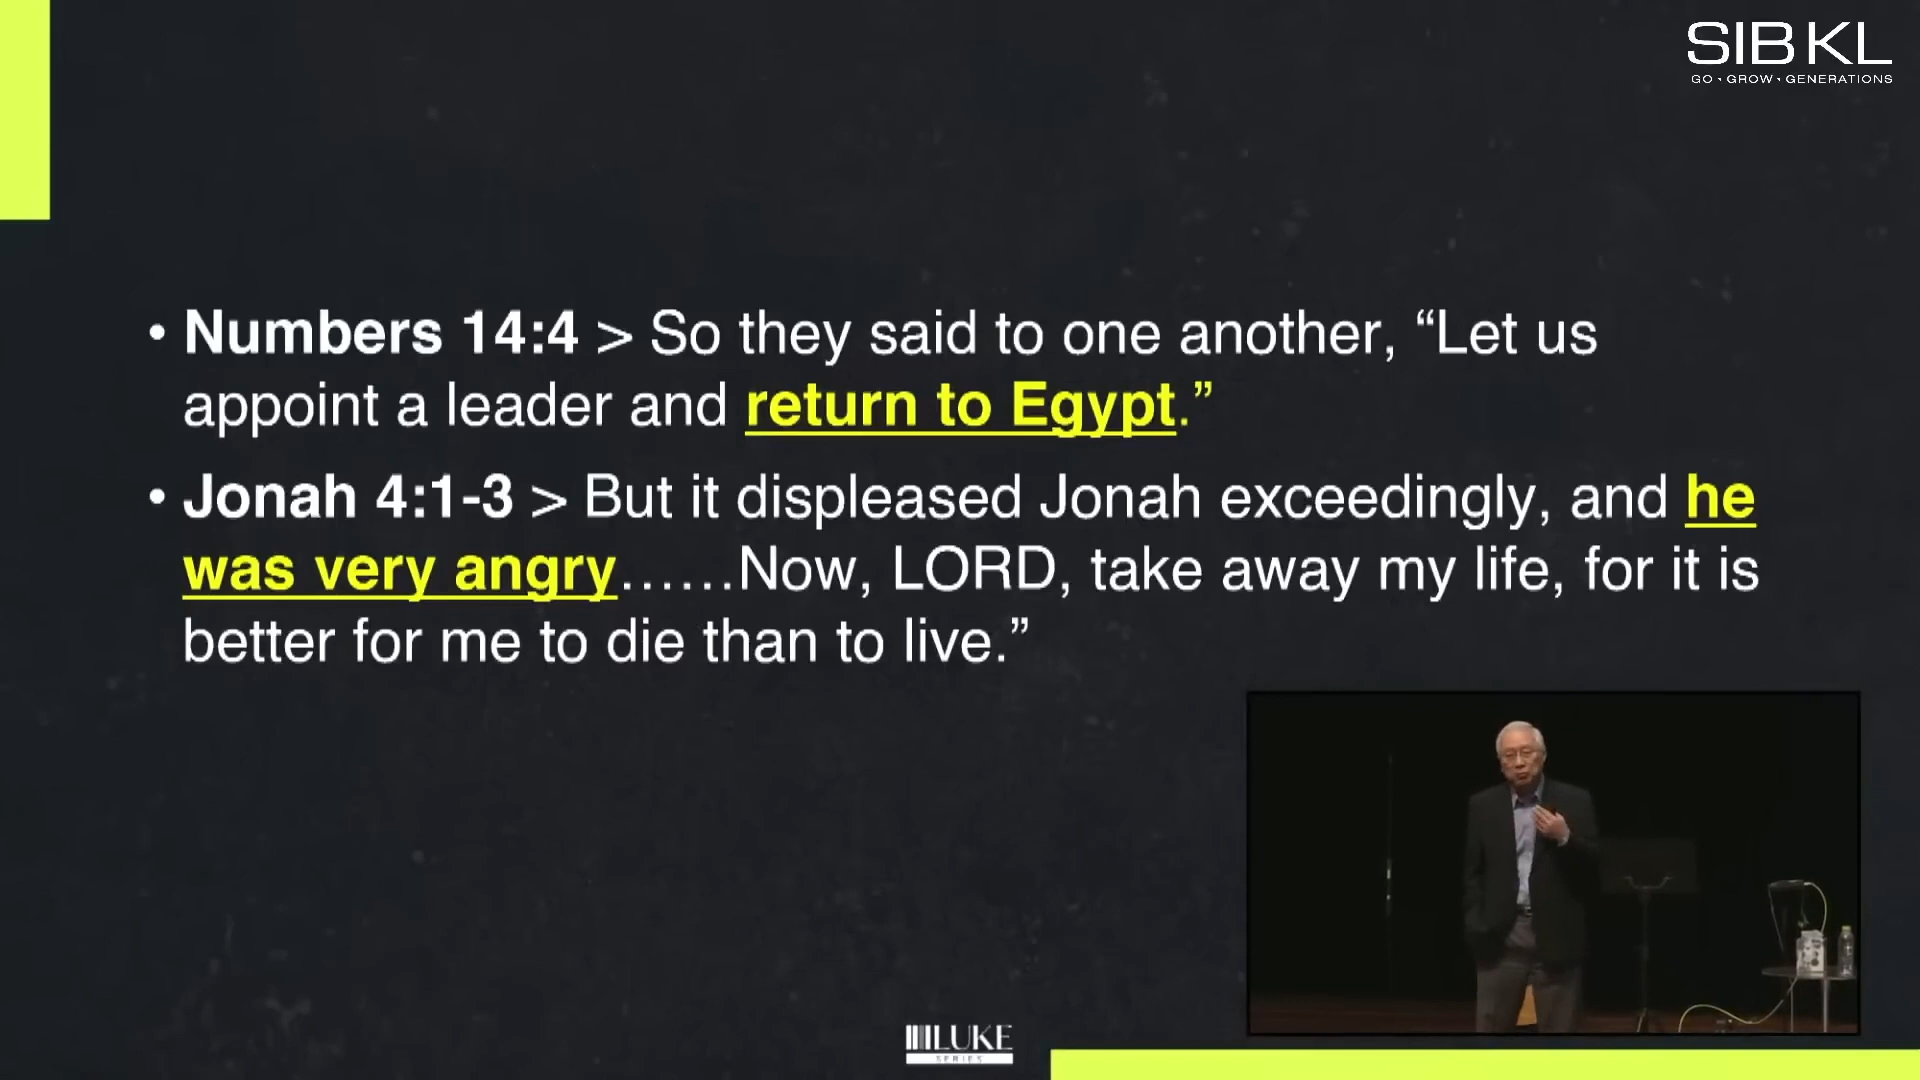 SIBKL
GO · GROW · GENERATIONS
• Numbers 14:4 > So they said to one another, “Let us
appoint a leader and return to Egypt.”
• Jonah 4:1-3 > But it displeased Jonah exceedingly, and he
was very angry……Now, LORD, take away my life, for it is
better for me to die than to live.”
LUKE
SERIES